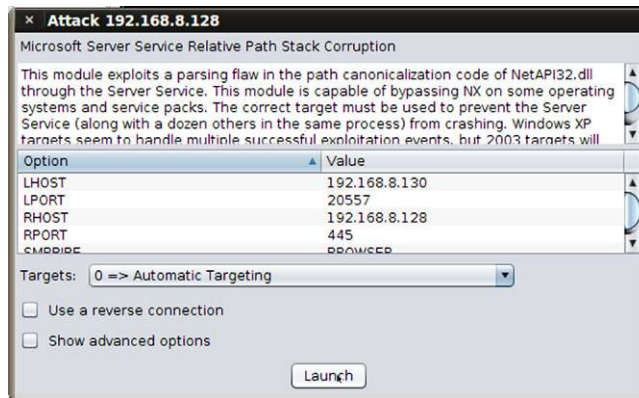 × Attack 192.168.8.128
Microsoft Server Service Relative Path Stack Corruption
This module exploits a parsing flaw in the path canonicalization code of NetAPI32.dll
through the Server Service. This module is capable of bypassing NX on some operating
systems and service packs. The correct target must be used to prevent the Server
Service (along with a dozen others in the same process) from crashing. Windows XP
targets seem to handle multiple successful exploitation events, but 2003 targets will
Option Value
LHOST 192.168.8.130
LPORT 20557
RHOST 192.168.8.128
RPORT 445
SMBPIPE BROWSER
Targets: 0 => Automatic Targeting
Use a reverse connection
Show advanced options
Launch